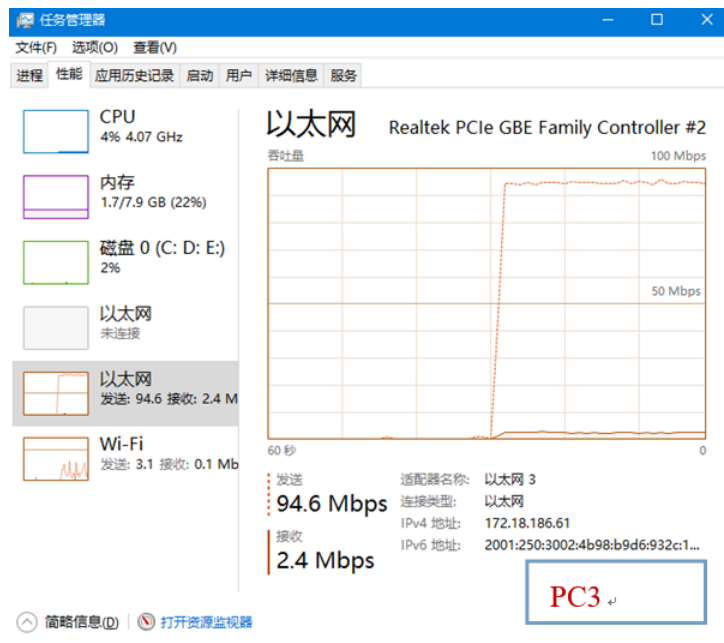 任务管理器
文件(F) 选项(O) 查看(V)
进程 性能 应用历史记录 启动 用户 详细信息 服务
CPU
4% 4.07 GHz
内存
1.7/7.9 GB (22%)
磁盘 0 (C: D: E:)
2%
以太网
未连接
以太网
发送: 94.6 接收: 2.4 M
Wi-Fi
发送: 3.1 接收: 0.1 Mb
以太网 Realtek PCIe GBE Family Controller #2
吞吐量 100 Mbps
50 Mbps
60 秒 0
发送
94.6 Mbps
接收
2.4 Mbps
适配器名称: 以太网 3
连接类型: 以太网
IPv4 地址: 172.18.186.61
IPv6 地址: 2001:250:3002:4b98:b9d6:932c:1...
PC3
简略信息(D) 打开资源监视器